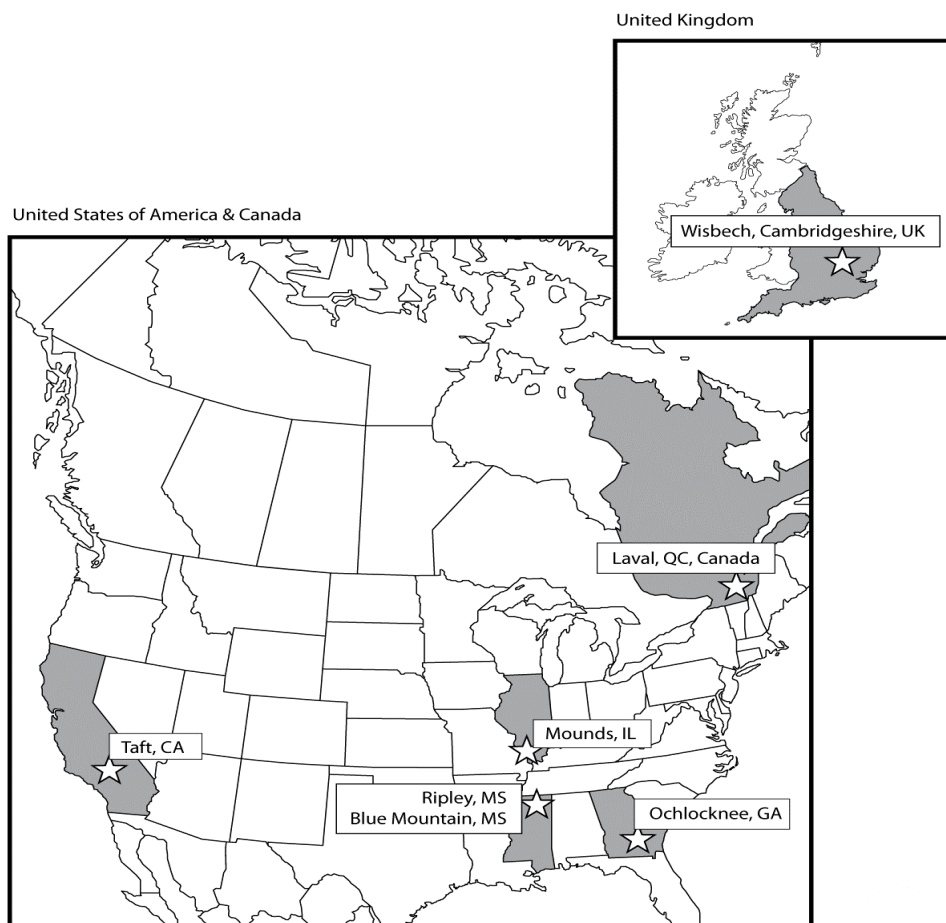 United Kingdom
Wisbech, Cambridgeshire, UK
United States of America & Canada
Laval, QC, Canada
Mounds, IL
Taft, CA
Ripley, MS
Blue Mountain, MS
Ochlocknee, GA